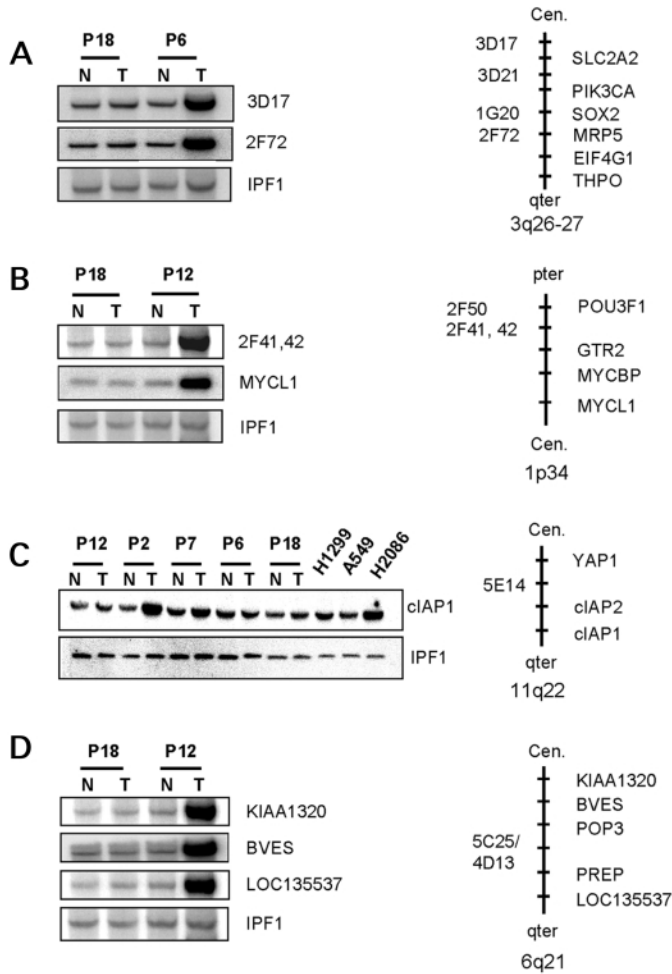 A
P18 P6
N T N T
3D17
2F72
IPF1
Cen.
3D17
SLC2A2
3D21
PIK3CA
1G20 SOX2
2F72 MRP5
EIF4G1
THPO
qter
3q26-27
B
P18 P12
N T N T
2F41,42
MYCL1
IPF1
pter
2F50 POU3F1
2F41, 42
GTR2
MYCBP
MYCL1
Cen.
1p34
C
P12 P2 P7 P6 P18 H1299 A549 H2086
N T N T N T N T N T
cIAP1
IPF1
Cen.
YAP1
5E14
cIAP2
cIAP1
qter
11q22
D
P18 P12
N T N T
KIAA1320
BVES
LOC135537
IPF1
Cen.
KIAA1320
BVES
POP3
5C25/
4D13
PREP
LOC135537
qter
6q21